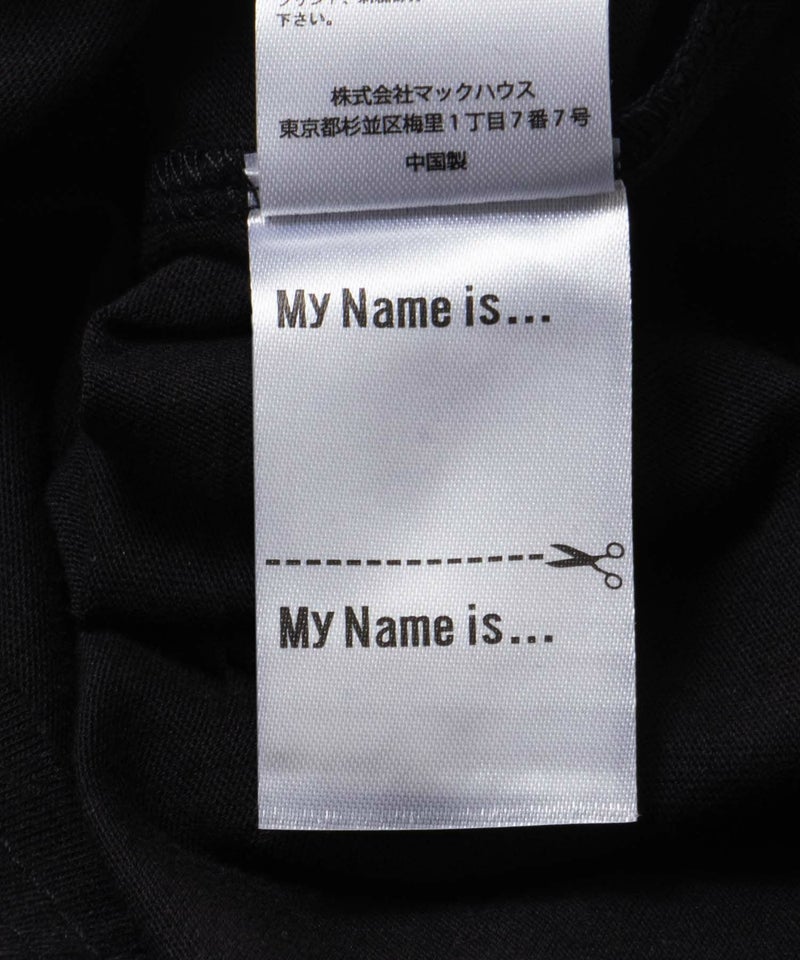 下さい。
株式会社マックハウス
東京都杉並区梅里1丁目7番7号
中国製
My Name is...
My Name is...